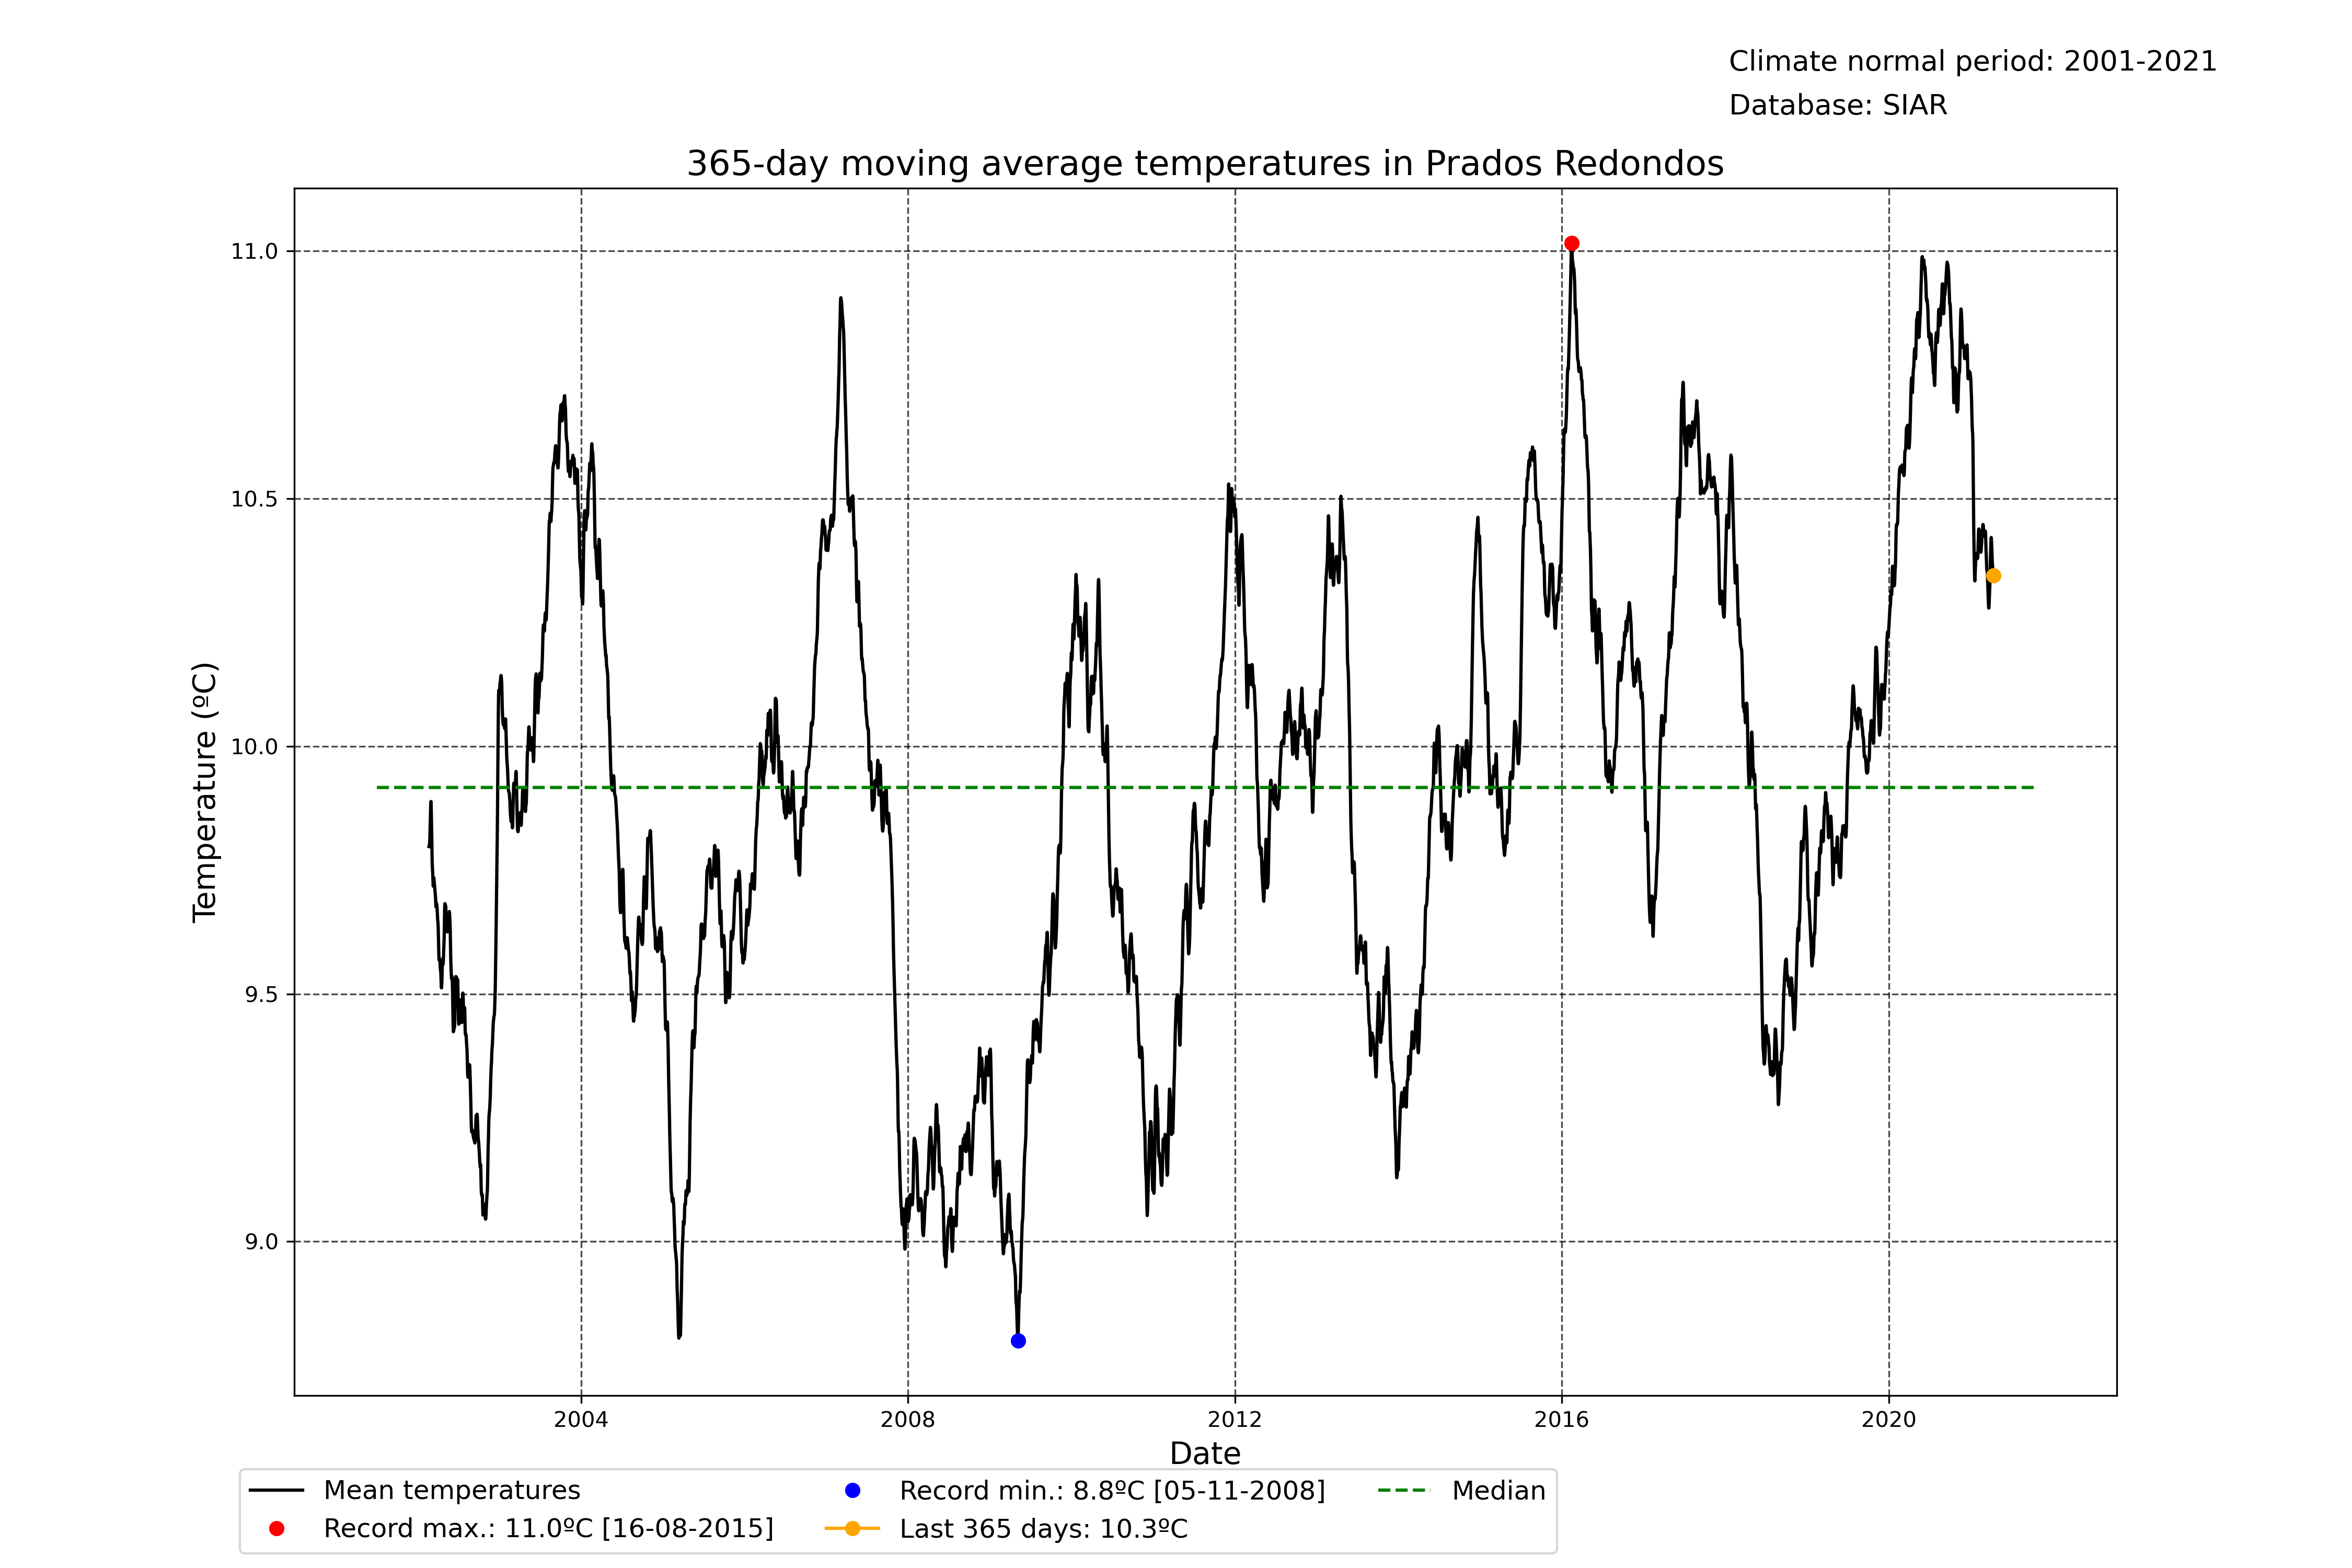 Climate normal period: 2001-2021
Database: SIAR
365-day moving average temperatures in Prados Redondos
11.0
10.5
10.0
9.5
9.0
Temperature (ºC)
2004 2008 2012 2016 2020
Date
Mean temperatures
Record max.: 11.0ºC [16-08-2015]
Record min.: 8.8ºC [05-11-2008]
Last 365 days: 10.3ºC
Median